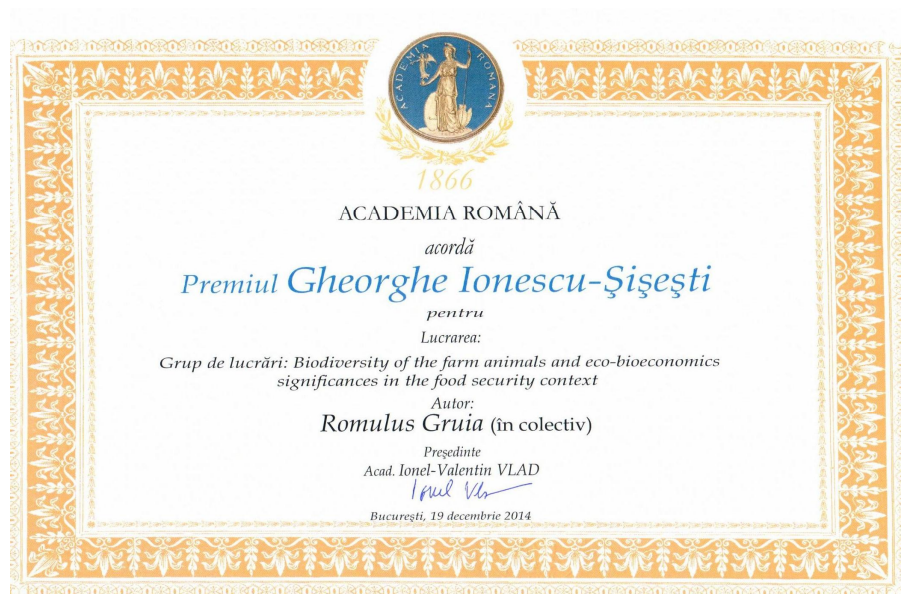 ACADEMIA ROMANA
1866
ACADEMIA ROMÂNĂ
acordă
Premiul Gheorghe Ionescu-Şişeşti
pentru
Lucrarea:
Grup de lucrări: Biodiversity of the farm animals and eco-bioeconomics
significances in the food security context
Autor:
Romulus Gruia (în colectiv)
Preşedinte
Acad. Ionel-Valentin VLAD
Bucureşti, 19 decembrie 2014